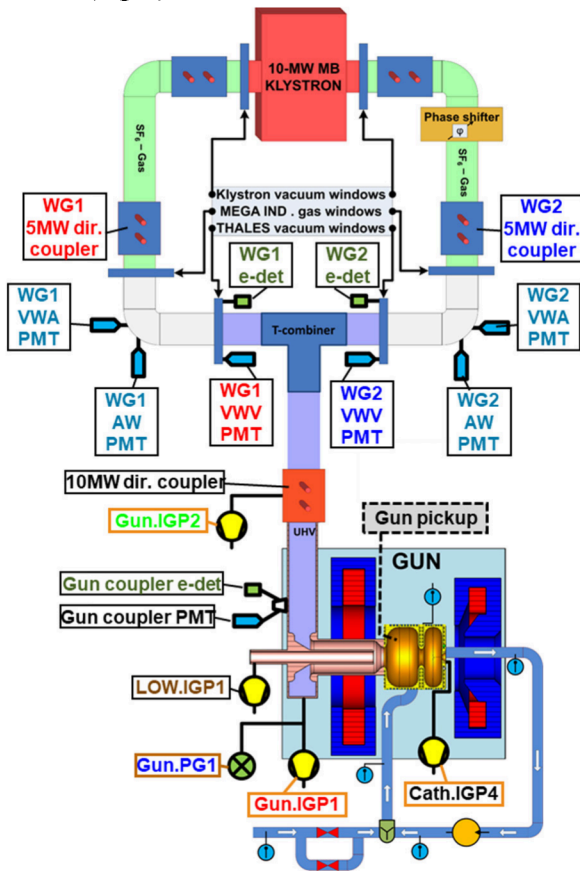 10-MW MB
KLYSTRON
Phase shifter
φ
SF6 – Gas
SF6 – Gas
Klystron vacuum windows
MEGA IND . gas windows
THALES vacuum windows
WG1
5MW dir.
coupler
WG2
5MW dir.
coupler
WG1
e-det
WG2
e-det
WG1
VWA
PMT
WG2
VWA
PMT
T-combiner
WG1
AW
PMT
WG1
VWV
PMT
WG2
VWV
PMT
WG2
AW
PMT
10MW dir. coupler
Gun.IGP2
UHV
Gun pickup
GUN
Gun coupler e-det
Gun coupler PMT
LOW.IGP1
Gun.PG1
Gun.IGP1
Cath.IGP4